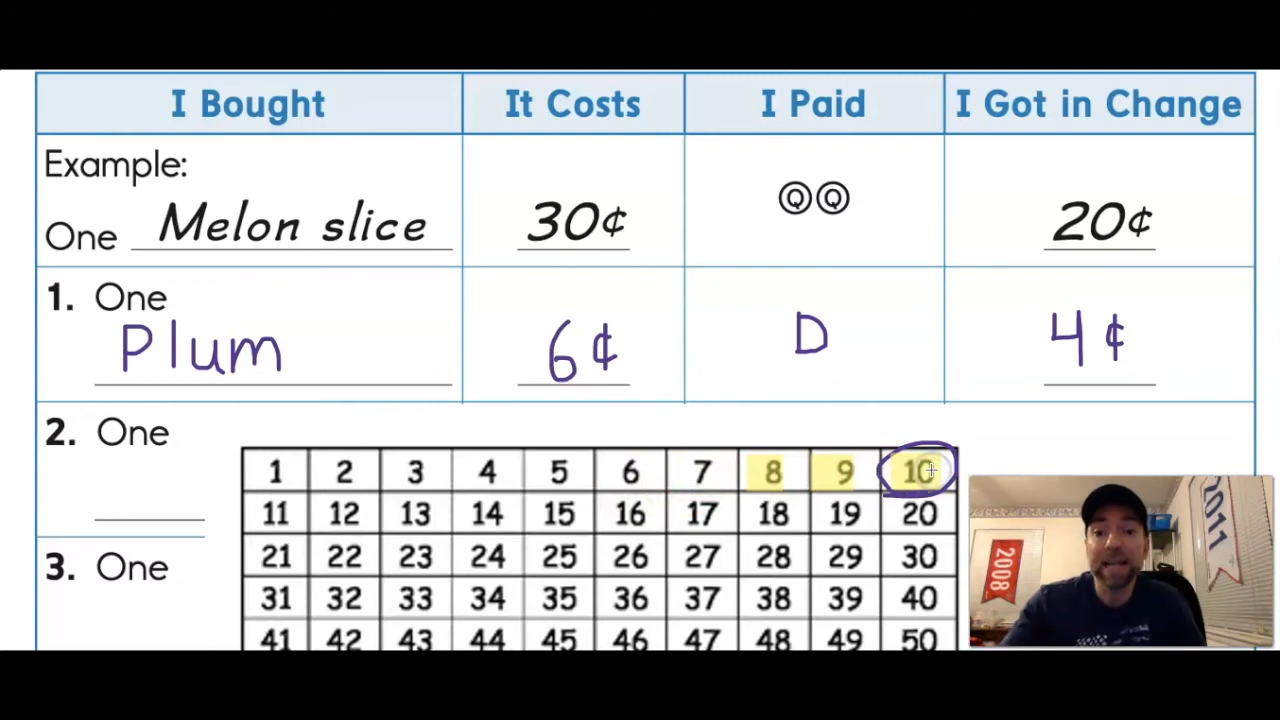 I Bought It Costs I Paid I Got in Change
Example:
One Melon slice 30¢ Q Q 20¢
1. One
Plum 6¢ D 4¢
2. One
1 2 3 4 5 6 7 8 9 10
11 12 13 14 15 16 17 18 19 20
3. One
21 22 23 24 25 26 27 28 29 30
31 32 33 34 35 36 37 38 39 40
41 42 43 44 45 46 47 48 49 50
2008
2011